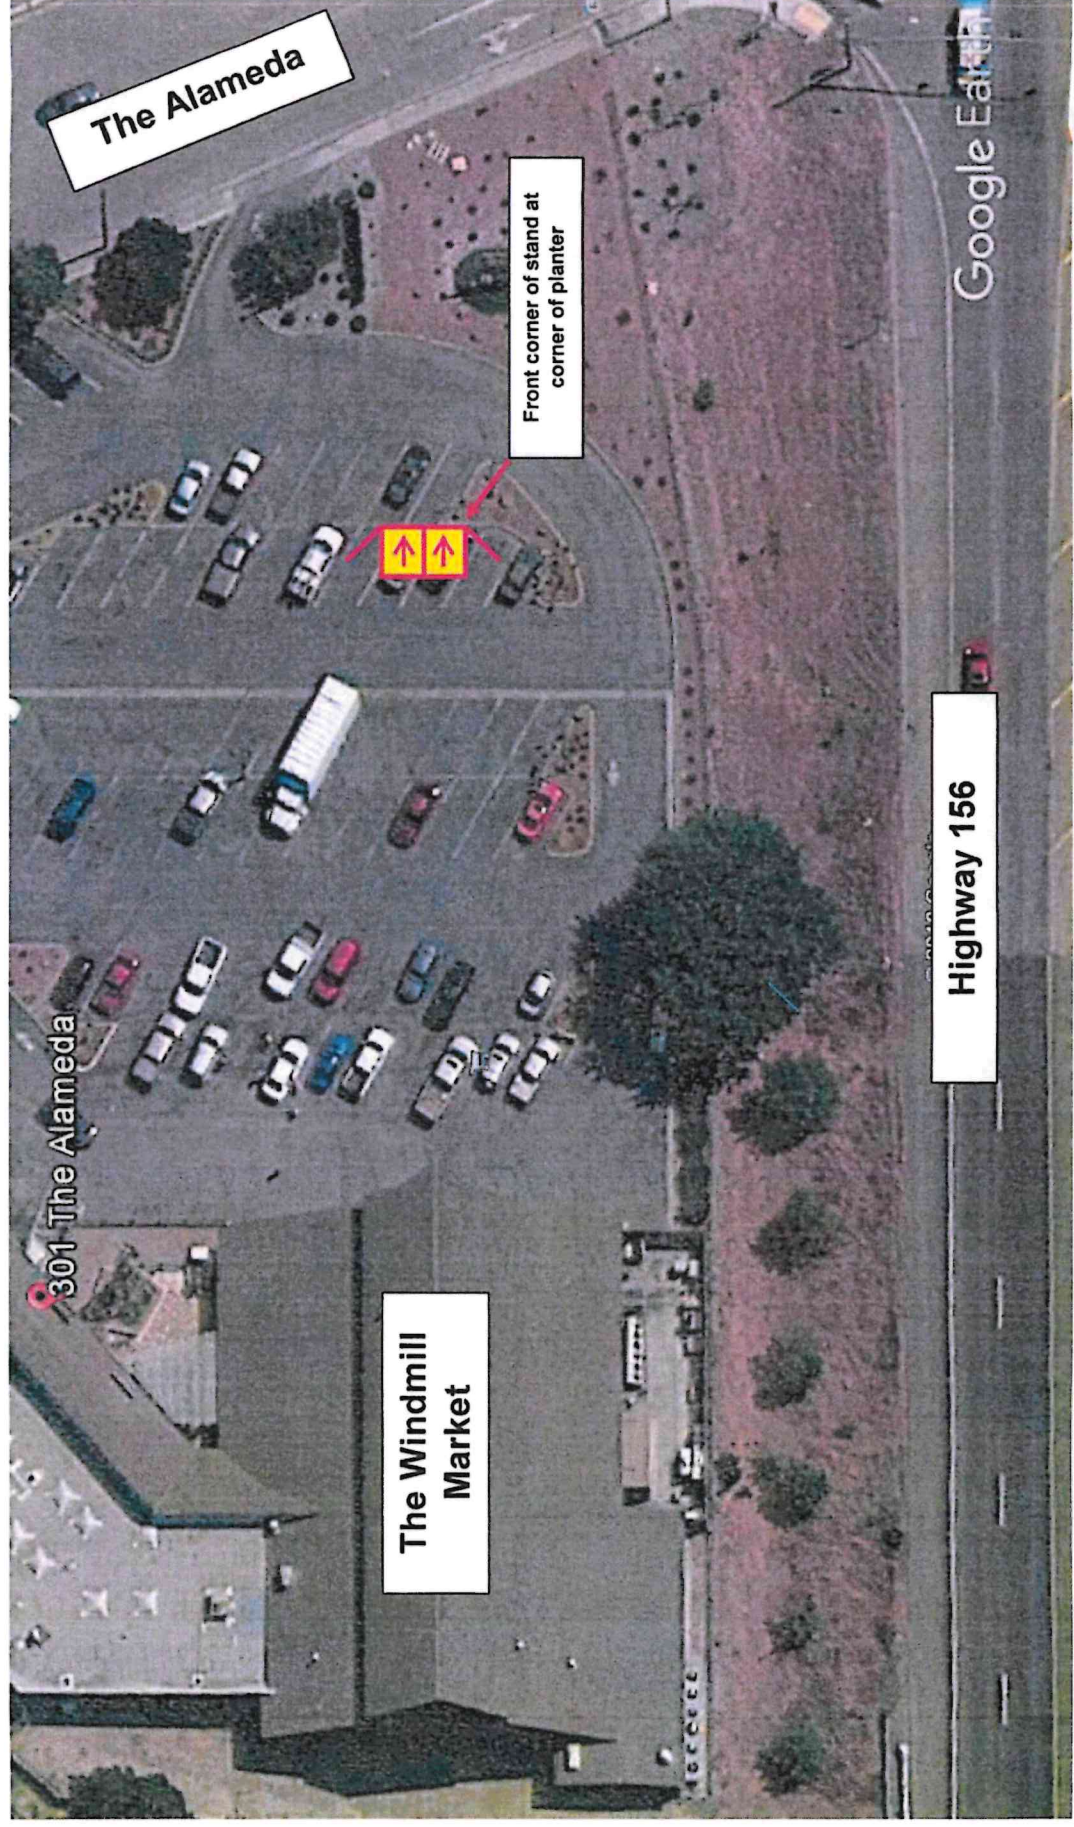 The Alameda
Front corner of stand at
corner of planter
301 The Alameda
The Windmill
Market
Highway 156
Google Earth